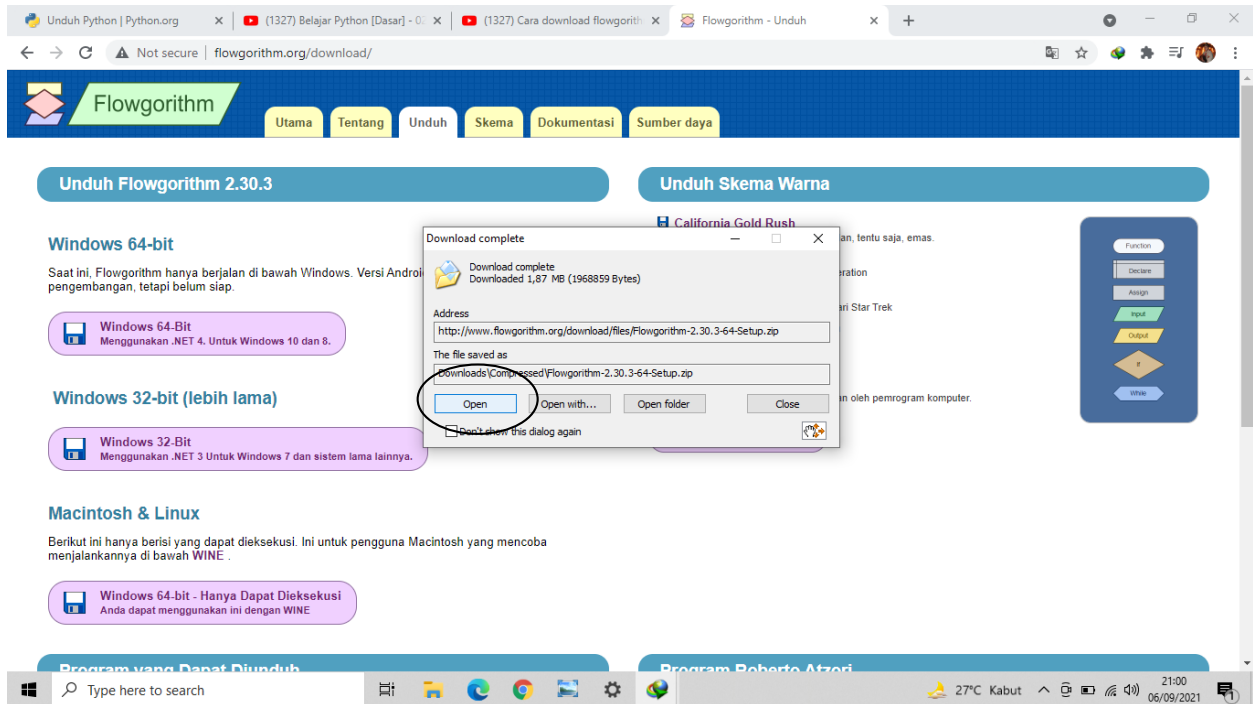 Unduh Python | Python.org
(1327) Belajar Python [Dasar] - 02
(1327) Cara download flowgorith
Flowgorithm - Unduh
Not secure | flowgorithm.org/download/
Flowgorithm
Utama
Tentang
Unduh
Skema
Dokumentasi
Sumber daya
Unduh Flowgorithm 2.30.3
Windows 64-bit
Saat ini, Flowgorithm hanya berjalan di bawah Windows. Versi Androi
pengembangan, tetapi belum siap.
Windows 64-Bit
Menggunakan .NET 4. Untuk Windows 10 dan 8.
Windows 32-bit (lebih lama)
Windows 32-Bit
Menggunakan .NET 3 Untuk Windows 7 dan sistem lama lainnya.
Macintosh & Linux
Berikut ini hanya berisi yang dapat dieksekusi. Ini untuk pengguna Macintosh yang mencoba
menjalankannya di bawah WINE .
Windows 64-bit - Hanya Dapat Dieksekusi
Anda dapat menggunakan ini dengan WINE
Program yang Dapat Diunduh
Unduh Skema Warna
California Gold Rush
an, tentu saja, emas.
eration
ari Star Trek
an oleh pemrogram komputer.
Function
Declare
Assign
Input
Output
If
While
Program Roberto Atzori
Download complete
Download complete
Downloaded 1,87 MB (1968859 Bytes)
Address
http://www.flowgorithm.org/download/files/Flowgorithm-2.30.3-64-Setup.zip
The file saved as
Downloads\Compressed\Flowgorithm-2.30.3-64-Setup.zip
Open
Open with...
Open folder
Close
Don't show this dialog again
Type here to search
27°C Kabut
21:00
06/09/2021
1